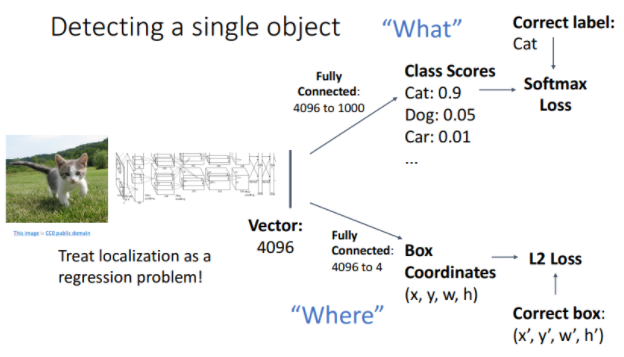 Detecting a single object
“What”
Correct label:
Cat
Fully
Connected:
4096 to 1000
Class Scores
Cat: 0.9
Dog: 0.05
Car: 0.01
...
Softmax
Loss
This image is CC0 public domain
Treat localization as a
regression problem!
Vector:
4096
Fully
Connected:
4096 to 4
Box
Coordinates
(x, y, w, h)
L2 Loss
“Where”
Correct box:
(x’, y’, w’, h’)